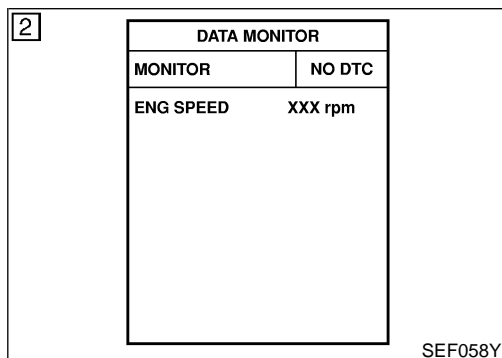 2
DATA MONITOR
MONITOR NO DTC
ENG SPEED XXX rpm
SEF058Y